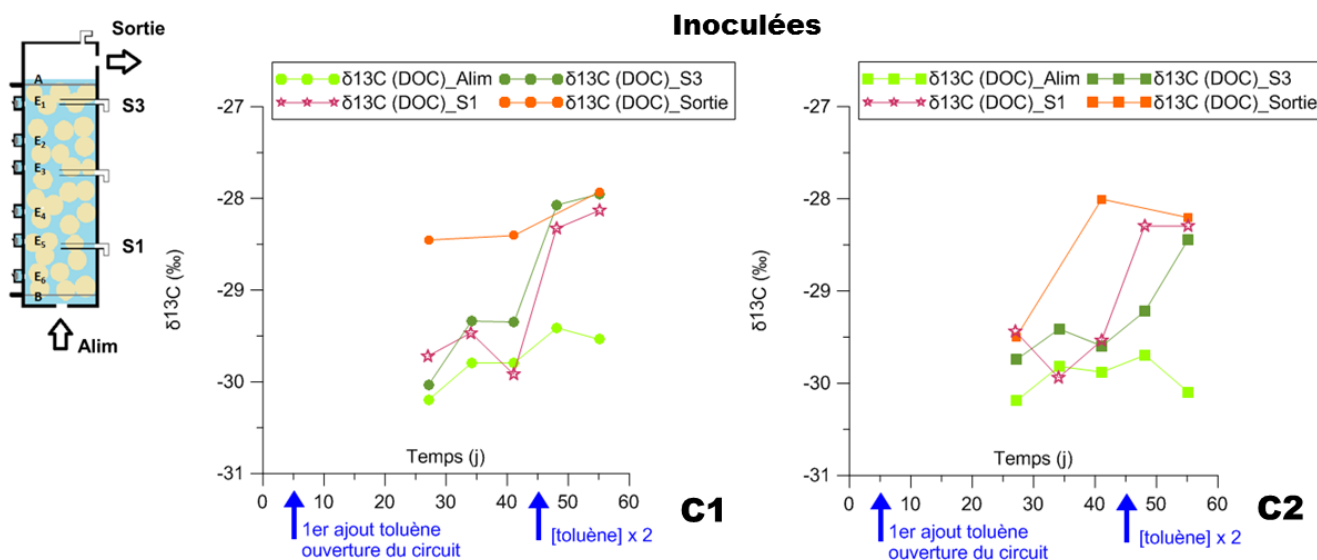 Inoculées
Sortie
A
E1
S3
E2
E3
E4
E5
S1
E6
B
Alim
δ13C (DOC)_Alim
δ13C (DOC)_S3
δ13C (DOC)_S1
δ13C (DOC)_Sortie
-27
-28
-29
-30
-31
δ13C (‰)
Temps (j)
0 10 20 30 40 50 60
1er ajout toluène
ouverture du circuit
[toluène] x 2
C1
δ13C (DOC)_Alim
δ13C (DOC)_S3
δ13C (DOC)_S1
δ13C (DOC)_Sortie
-27
-28
-29
-30
-31
δ13C (‰)
Temps (j)
0 10 20 30 40 50 60
1er ajout toluène
ouverture du circuit
[toluène] x 2
C2